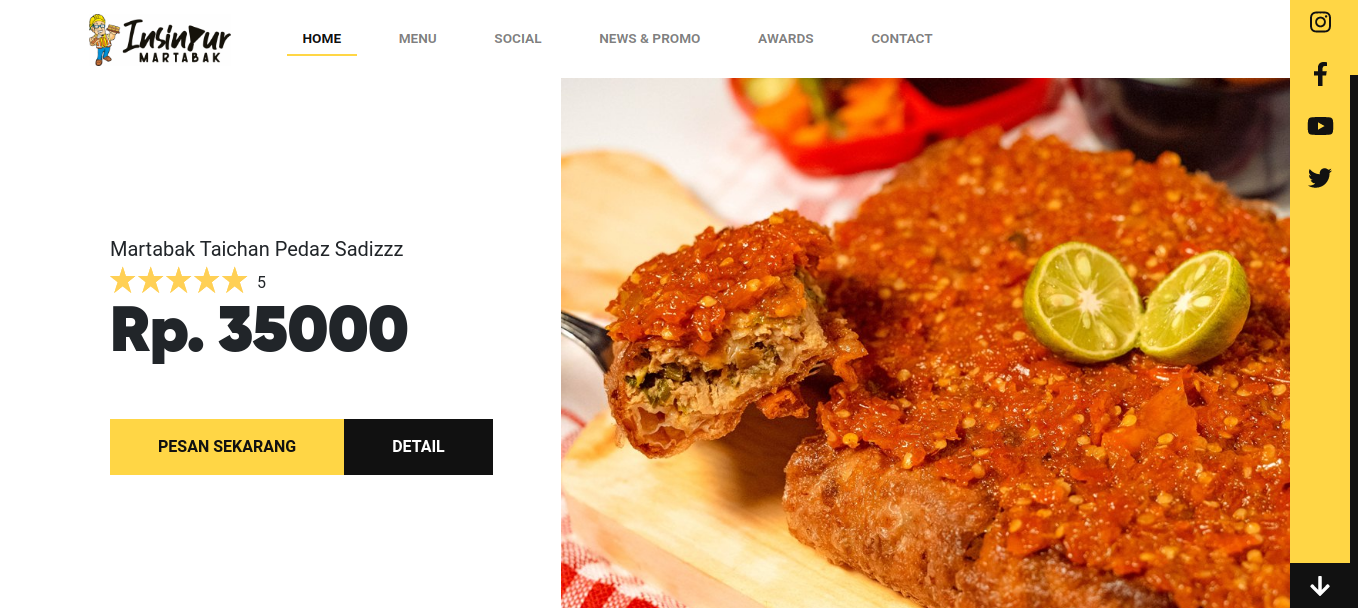 Insinyur
MARTABAK
HOME
MENU
SOCIAL
NEWS & PROMO
AWARDS
CONTACT
Martabak Taichan Pedaz Sadizzz
5
Rp. 35000
PESAN SEKARANG
DETAIL